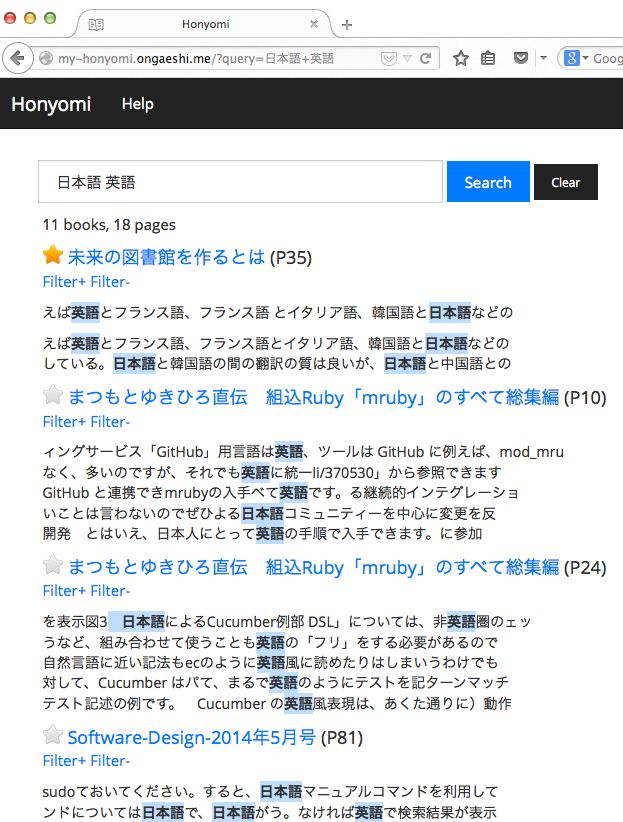 Honyomi
my-honyomi.ongaeshi.me/?query=日本語+英語
Goog
Honyomi Help
日本語 英語 Search Clear
11 books, 18 pages
未来の図書館を作るとは (P35)
Filter+ Filter-
えば英語とフランス語、フランス語 とイタリア語、韓国語と日本語などの
えば英語とフランス語、フランス語とイタリア語、韓国語と日本語などの
している。日本語と韓国語の間の翻訳の質は良いが、日本語と中国語との
まつもとゆきひろ直伝　組込Ruby「mruby」のすべて総集編 (P10)
Filter+ Filter-
ィングサービス「GitHub」用言語は英語、ツールは GitHub に例えば、mod_mru
なく、多いのですが、それでも英語に統一li/370530」から参照できます
GitHub と連携できmrubyの入手べて英語です。る継続的インテグレーショ
いことは言わないのでぜひよる日本語コミュニティーを中心に変更を反
開発　とはいえ、日本人にとって英語の手順で入手できます。に参加
まつもとゆきひろ直伝　組込Ruby「mruby」のすべて総集編 (P24)
Filter+ Filter-
を表示図3　日本語によるCucumber例部 DSL」については、非英語圏のエッ
うなど、組み合わせて使うことも英語の「フリ」をする必要があるので
自然言語に近い記法もecのように英語風に読めたりはしまいうわけでも
対して、Cucumber はパて、まるで英語のようにテストを記ターンマッチ
テスト記述の例です。　Cucumber の英語風表現は、あくた通りに）動作
Software-Design-2014年5月号 (P81)
Filter+ Filter-
sudoておいてください。すると、日本語マニュアルコマンドを利用して
ンドについては日本語で、日本語がう。なければ英語で検索結果が表示